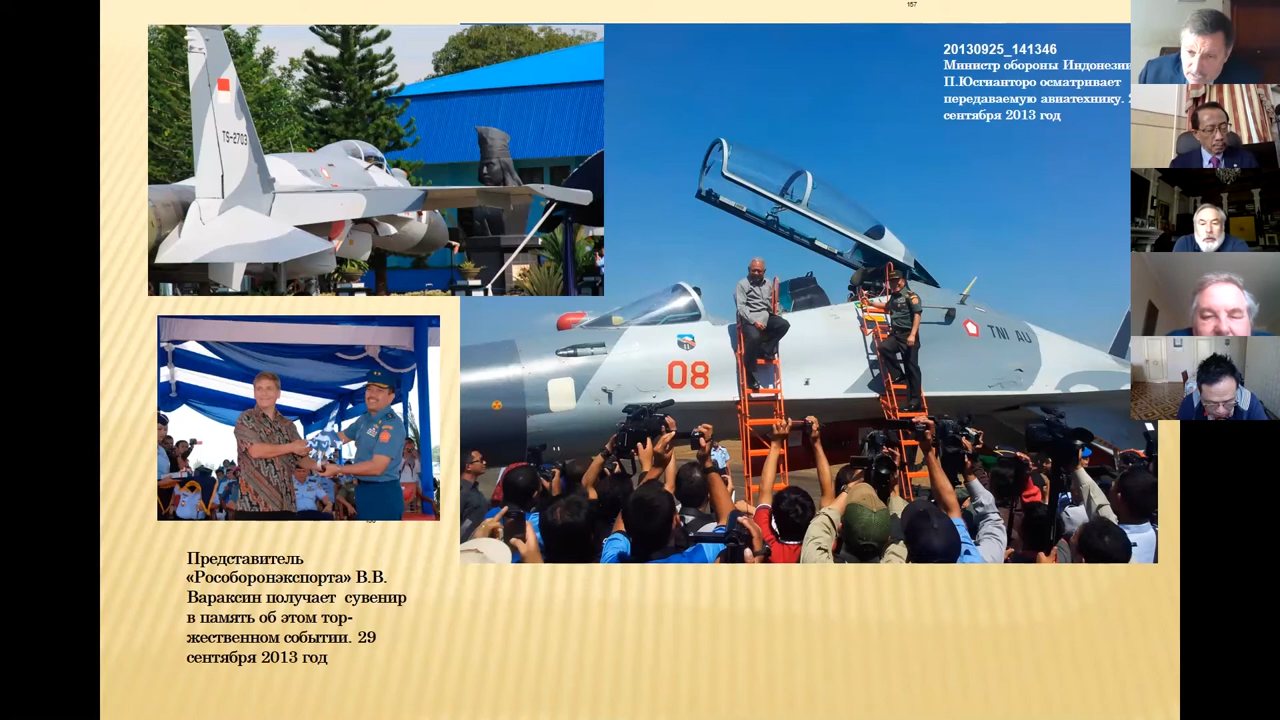 157
20130925_141346
Министр обороны Индонезии
П.Юсгианторо осматривает
передаваемую авиатехнику.
сентября 2013 год
TS-2703
08
TNI AU
Представитель
«Рособоронэкспорта» В.В.
Вараксин получает сувенир
в память об этом тор-
жественном событии. 29
сентября 2013 год